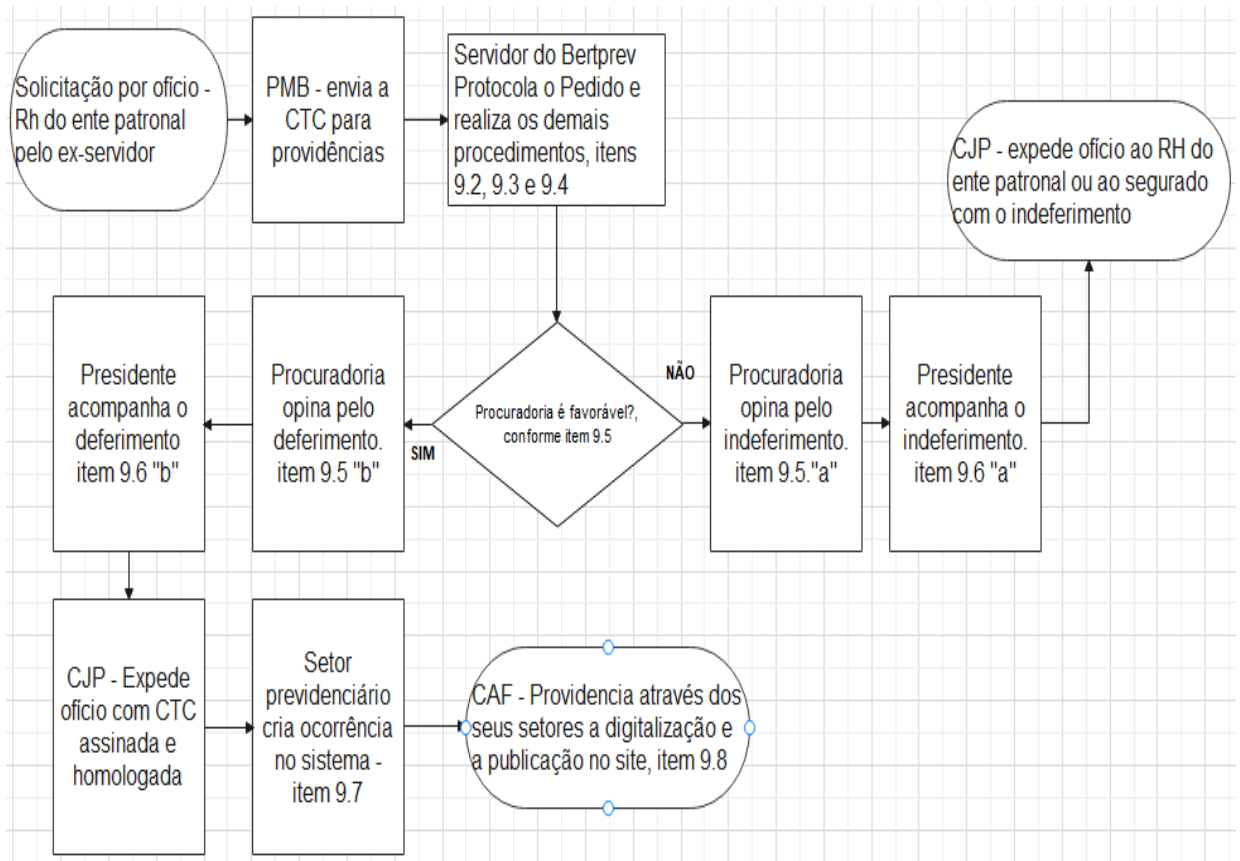 Solicitação por ofício -
Rh do ente patronal
pelo ex-servidor
PMB - envia a
CTC para
providências
Servidor do Bertprev
Protocola o Pedido e
realiza os demais
procedimentos, itens
9.2, 9.3 e 9.4
CJP - expede ofício ao RH do
ente patronal ou ao segurado
com o indeferimento
Presidente
acompanha o
deferimento
item 9.6 "b"
Procuradoria
opina pelo
deferimento.
item 9.5 "b"
SIM
Procuradoria é favorável?,
conforme item 9.5
NÃO
Procuradoria
opina pelo
indeferimento.
item 9.5."a"
Presidente
acompanha o
indeferimento.
item 9.6 "a"
CJP - Expede
ofício com CTC
assinada e
homologada
Setor
previdenciário
cria ocorrência
no sistema -
item 9.7
CAF - Providencia através dos
seus setores a digitalização e
a publicação no site, item 9.8